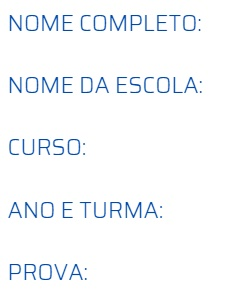 NOME COMPLETO:
NOME DA ESCOLA:
CURSO:
ANO E TURMA:
PROVA: